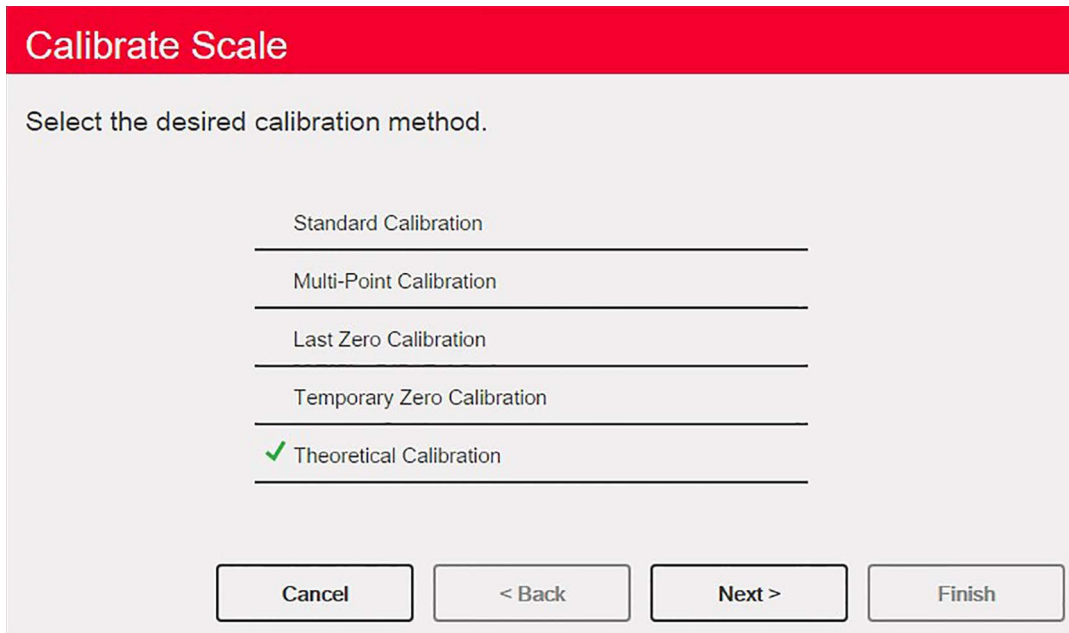 Calibrate Scale
Select the desired calibration method.
Standard Calibration
Multi-Point Calibration
Last Zero Calibration
Temporary Zero Calibration
Theoretical Calibration
Cancel
< Back
Next >
Finish